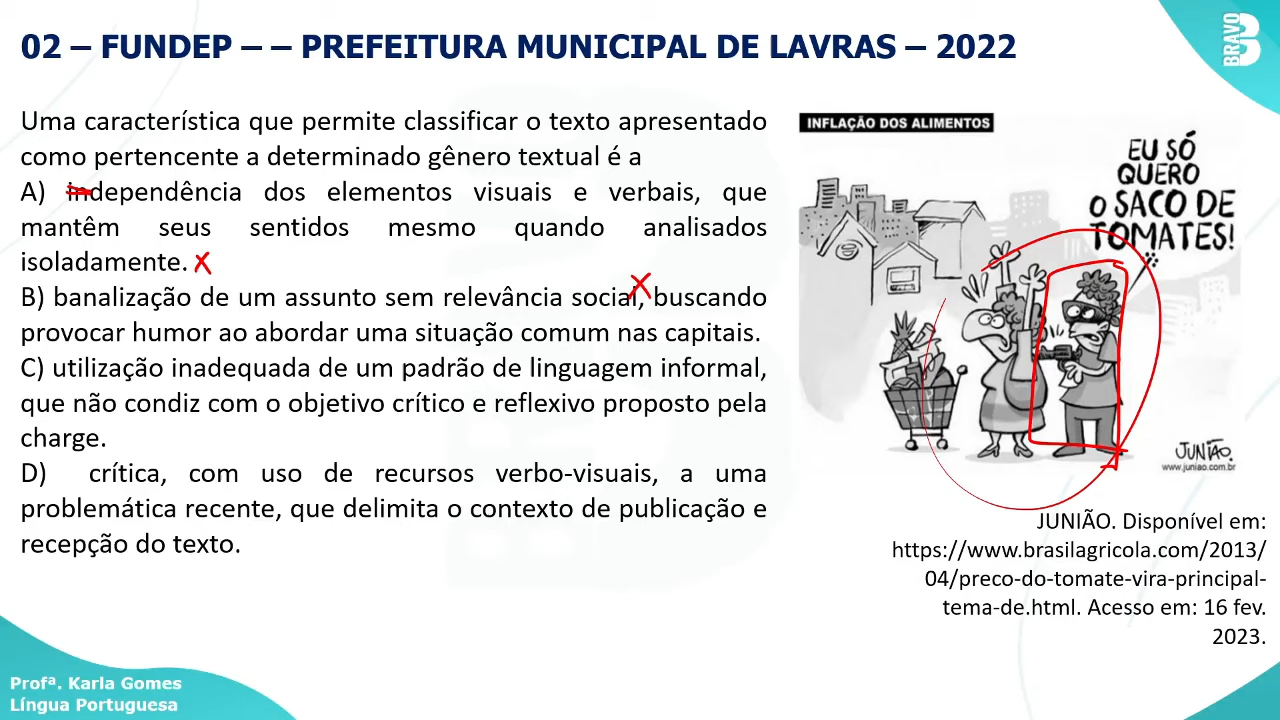 02 – FUNDEP – – PREFEITURA MUNICIPAL DE LAVRAS – 2022
BRAVO
Uma característica que permite classificar o texto apresentado
como pertencente a determinado gênero textual é a
A) independência dos elementos visuais e verbais, que
mantêm seus sentidos mesmo quando analisados
isoladamente.
B) banalização de um assunto sem relevância social, buscando
provocar humor ao abordar uma situação comum nas capitais.
C) utilização inadequada de um padrão de linguagem informal,
que não condiz com o objetivo crítico e reflexivo proposto pela
charge.
D) crítica, com uso de recursos verbo-visuais, a uma
problemática recente, que delimita o contexto de publicação e
recepção do texto.
INFLAÇÃO DOS ALIMENTOS
EU SÓ
QUERO
O SACO DE
TOMATES!
JUNIÃO.
www.juniao.com.br
JUNIÃO. Disponível em:
https://www.brasilagricola.com/2013/
04/preco-do-tomate-vira-principal-
tema-de.html. Acesso em: 16 fev.
2023.
Profª. Karla Gomes
Língua Portuguesa